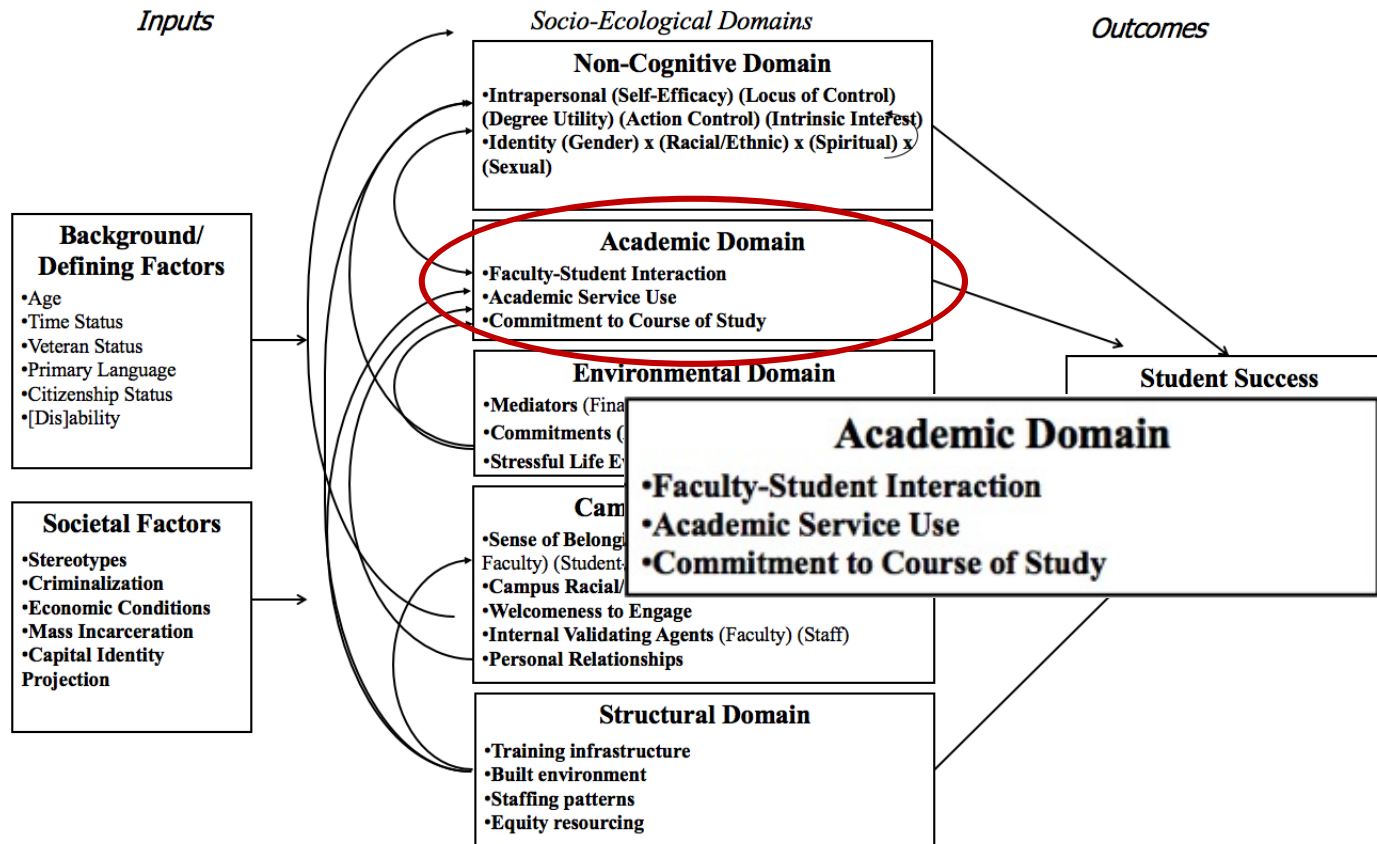 Inputs
Socio-Ecological Domains
Outcomes
Non-Cognitive Domain
•Intrapersonal (Self-Efficacy) (Locus of Control)
(Degree Utility) (Action Control) (Intrinsic Interest)
•Identity (Gender) x (Racial/Ethnic) x (Spiritual) x
(Sexual)
Background/
Defining Factors
•Age
•Time Status
•Veteran Status
•Primary Language
•Citizenship Status
•[Dis]ability
Academic Domain
•Faculty-Student Interaction
•Academic Service Use
•Commitment to Course of Study
Environmental Domain
•Mediators
•Commitments
•Stressful Life
Student Success
Academic Domain
•Faculty-Student Interaction
•Academic Service Use
•Commitment to Course of Study
Societal Factors
•Stereotypes
•Criminalization
•Economic Conditions
•Mass Incarceration
•Capital Identity
Projection
•Sense of
Faculty)
•Campus Racial/
•Welcomeness to Engage
•Internal Validating Agents (Faculty) (Staff)
•Personal Relationships
Structural Domain
•Training infrastructure
•Built environment
•Staffing patterns
•Equity resourcing